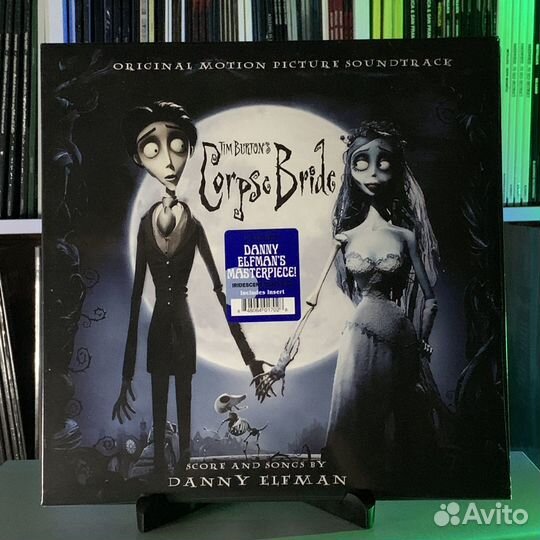 ORIGINAL MOTION PICTURE SOUNDTRACK
TIM BURTON'S
Corpse Bride
DANNY
ELFMAN'S
MASTERPIECE!
Includes Insert
SCORE AND SONGS BY
DANNY ELFMAN
Avito